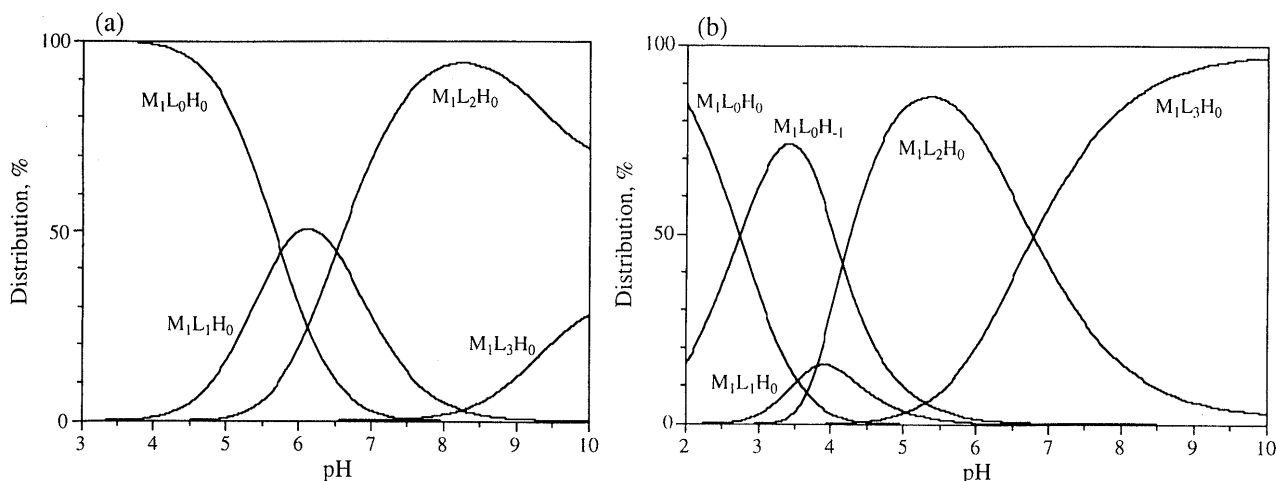 (a)
100
50
0
Distribution, %
M₁L₀H₀
M₁L₁H₀
M₁L₂H₀
M₁L₃H₀
3 4 5 6 7 8 9 10
pH
(b)
100
50
0
Distribution, %
M₁L₀H₀
M₁L₀H₋₁
M₁L₁H₀
M₁L₂H₀
M₁L₃H₀
2 3 4 5 6 7 8 9 10
pH